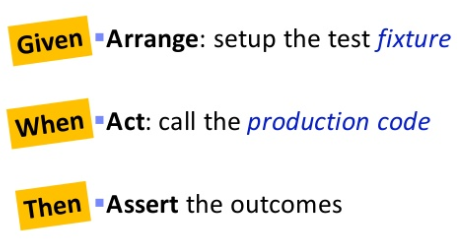 Given ▪Arrange: setup the test fixture
When ▪Act: call the production code
Then ▪Assert the outcomes